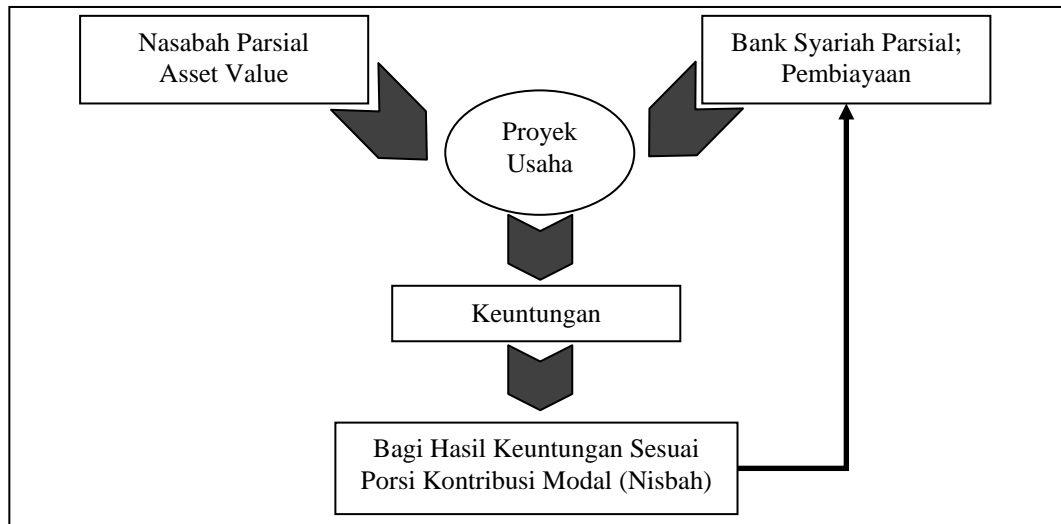 Nasabah Parsial
Asset Value
Bank Syariah Parsial;
Pembiayaan
Proyek
Usaha
Keuntungan
Bagi Hasil Keuntungan Sesuai
Porsi Kontribusi Modal (Nisbah)